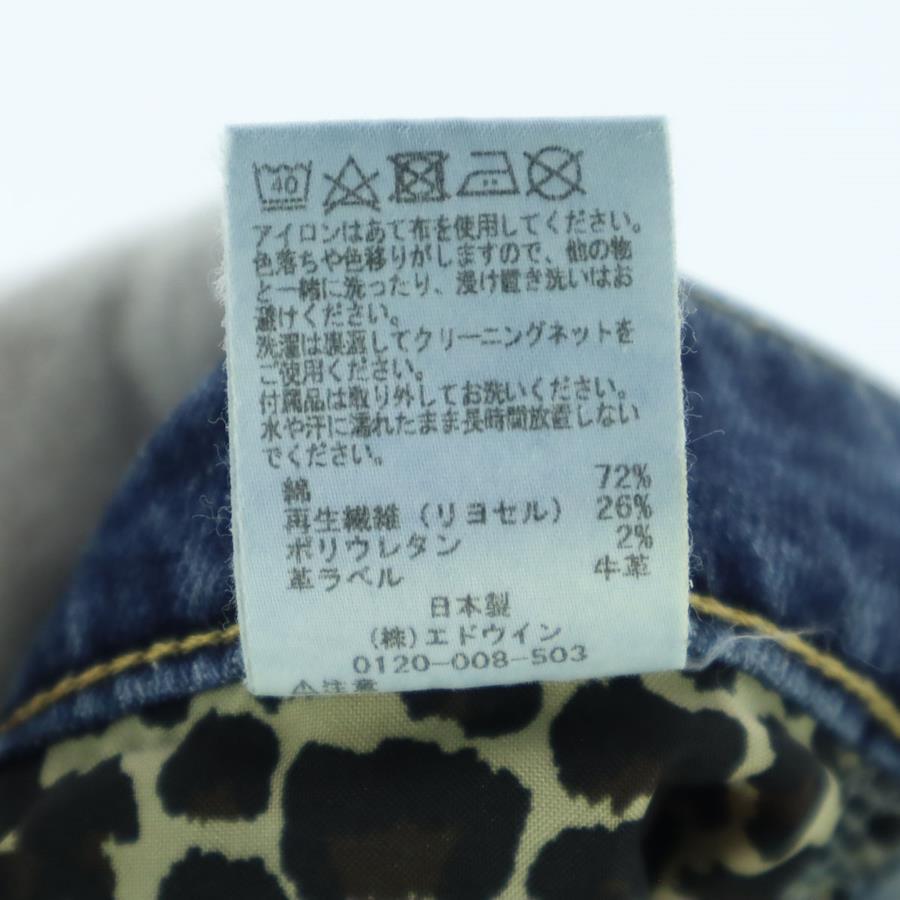 40
アイロンはあて布を使用してください。
色落ちや色移りがしますので、他の物
と一緒に洗ったり、浸け置き洗いはお
避けください。
洗濯は裏返してクリーニングネットを
ご使用ください。
付属品は取り外してお洗いください。
水や汗に濡れたまま長時間放置しない
でください。
綿 72%
再生繊維（リヨセル） 26%
ポリウレタン 2%
革ラベル 牛革
日本製
(株)エドウイン
0120-008-503
⚠注意